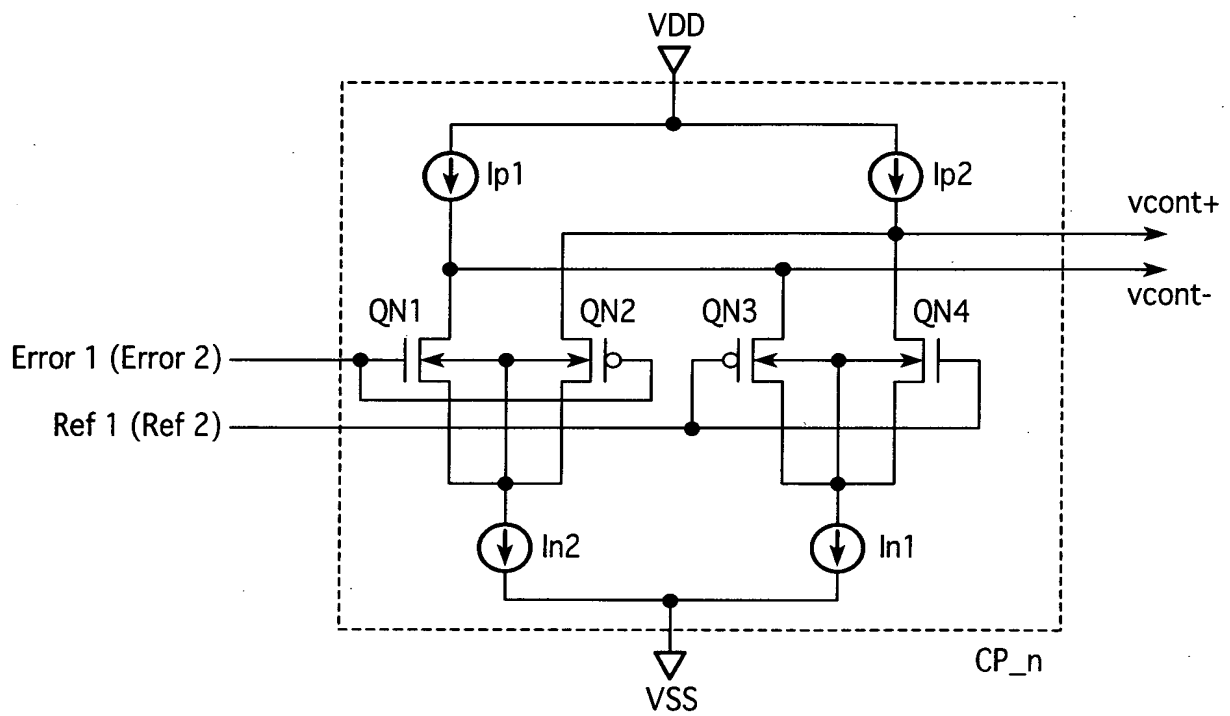 VDD
Ip1
Ip2
vcont+
vcont-
QN1
QN2
QN3
QN4
Error 1 (Error 2)
Ref 1 (Ref 2)
In2
In1
CP_n
VSS